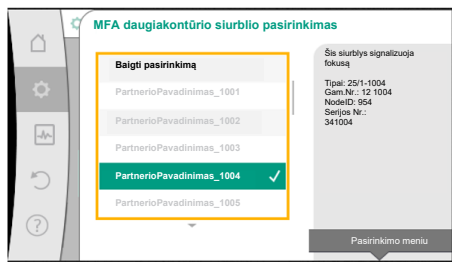 MFA daugiakontūrio siurblio pasirinkimas
Baigti pasirinkimą
PartnerioPavadinimas_1001
PartnerioPavadinimas_1002
PartnerioPavadinimas_1003
PartnerioPavadinimas_1004
PartnerioPavadinimas_1005
Šis siurblys signalizuoja
fokusą
Tipai: 25/1-1004
Gam.Nr.: 12 1004
NodeID: 954
Serijos Nr.:
341004
Pasirinkimo meniu
?